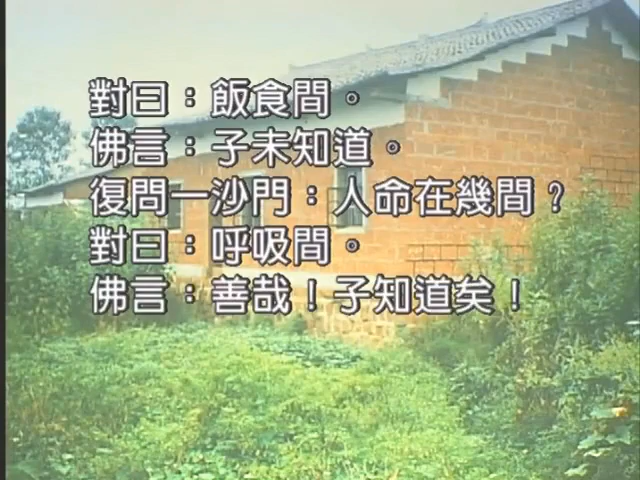 對曰：飯食間。
佛言：子未知道。
復問一沙門：人命在幾間？
對曰：呼吸間。
佛言：善哉！子知道矣！